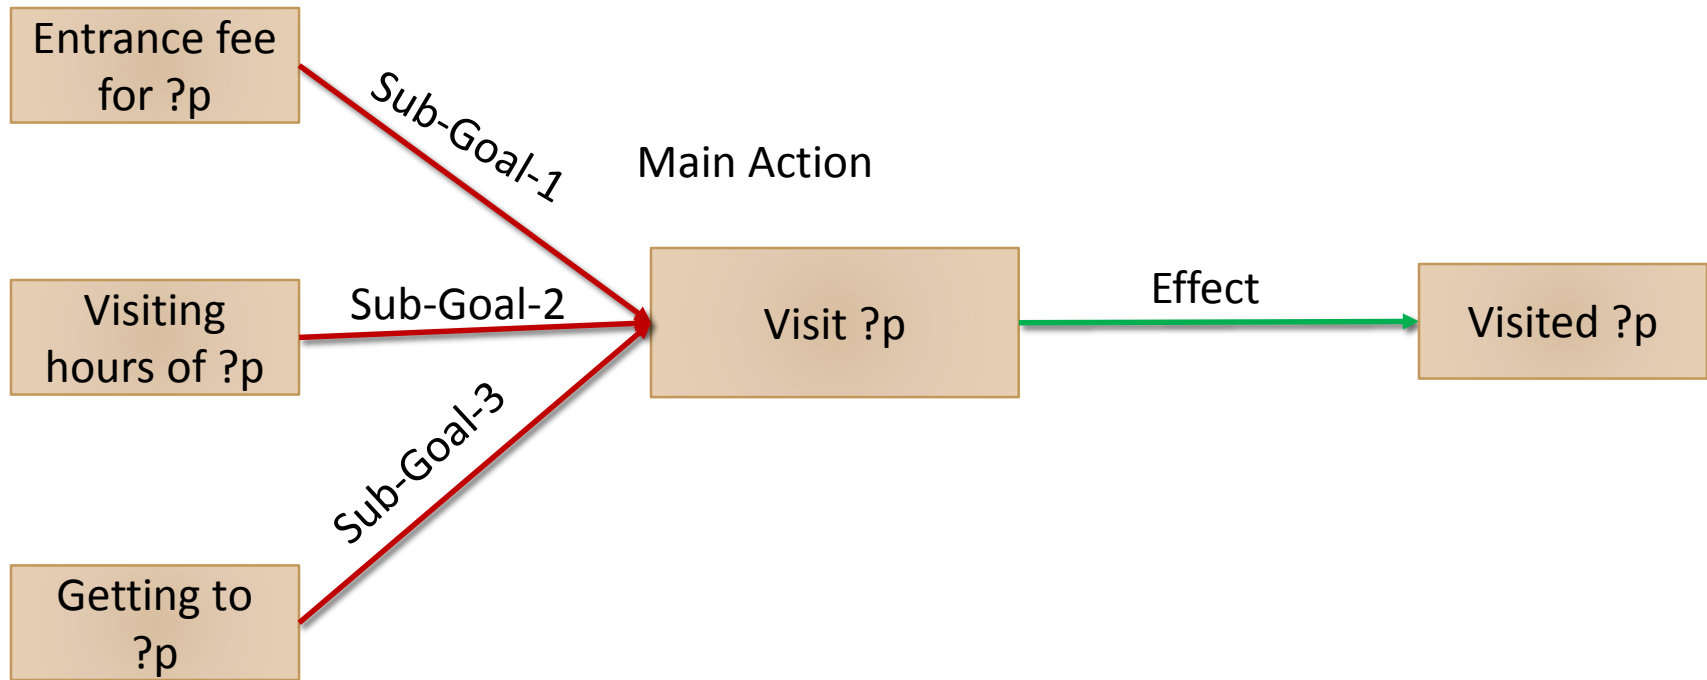 Entrance fee
for ?p
Sub-Goal-1
Main Action
Visiting
hours of ?p
Sub-Goal-2
Visit ?p
Effect
Visited ?p
Sub-Goal-3
Getting to
?p